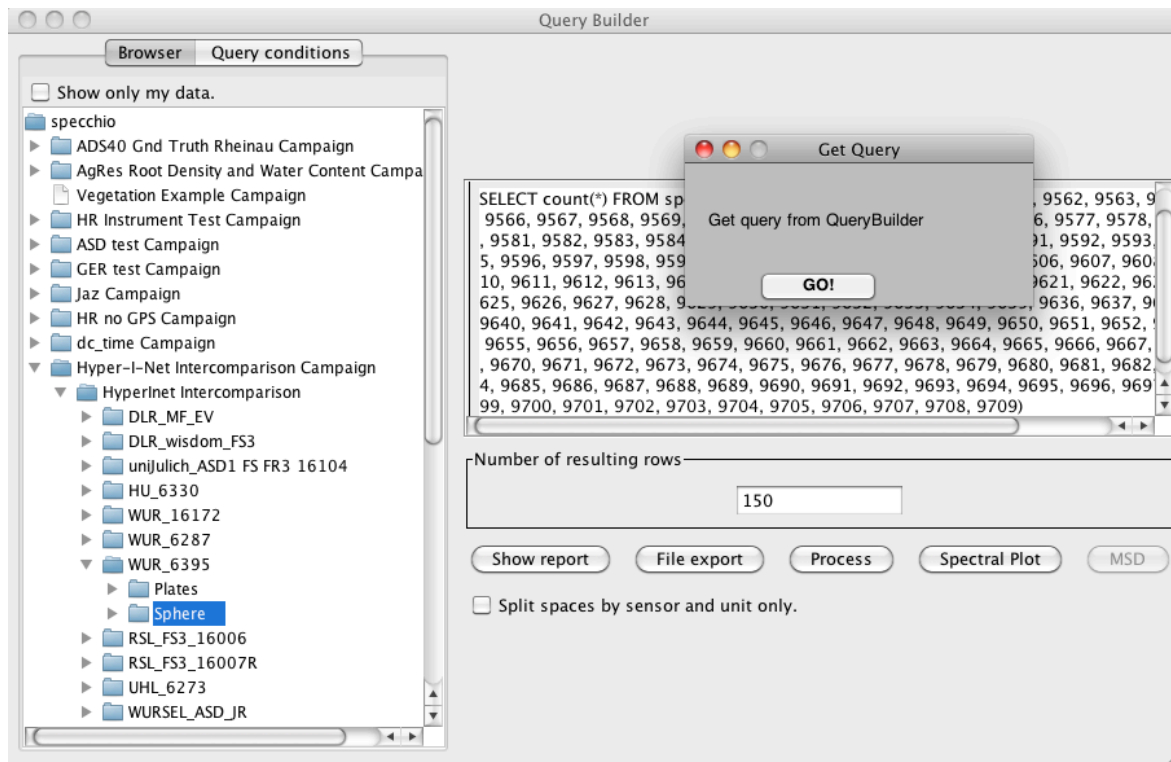 Query Builder
Browser Query conditions
Show only my data.
specchio
ADS40 Gnd Truth Rheinau Campaign
AgRes Root Density and Water Content Campa
Vegetation Example Campaign
HR Instrument Test Campaign
ASD test Campaign
GER test Campaign
Jaz Campaign
HR no GPS Campaign
dc_time Campaign
Hyper-I-Net Intercomparison Campaign
HyperInet Intercomparison
DLR_MF_EV
DLR_wisdom_FS3
uniJulich_ASD1 FS FR3 16104
HU_6330
WUR_16172
WUR_6287
WUR_6395
Plates
Sphere
RSL_FS3_16006
RSL_FS3_16007R
UHL_6273
WURSEL_ASD_JR
Get Query
Get query from QueryBuilder
GO!
SELECT count(*) FROM sp , 9562, 9563, 9
9566, 9567, 9568, 9569, 6, 9577, 9578,
, 9581, 9582, 9583, 9584 91, 9592, 9593,
5, 9596, 9597, 9598, 959 606, 9607, 960
10, 9611, 9612, 9613, 96 9621, 9622, 96
625, 9626, 9627, 9628, 9636, 9637, 9
9640, 9641, 9642, 9643, 9644, 9645, 9646, 9647, 9648, 9649, 9650, 9651, 9652,
9655, 9656, 9657, 9658, 9659, 9660, 9661, 9662, 9663, 9664, 9665, 9666, 9667,
, 9670, 9671, 9672, 9673, 9674, 9675, 9676, 9677, 9678, 9679, 9680, 9681, 9682,
4, 9685, 9686, 9687, 9688, 9689, 9690, 9691, 9692, 9693, 9694, 9695, 9696, 969
99, 9700, 9701, 9702, 9703, 9704, 9705, 9706, 9707, 9708, 9709)
Number of resulting rows
150
Show report File export Process Spectral Plot MSD
Split spaces by sensor and unit only.